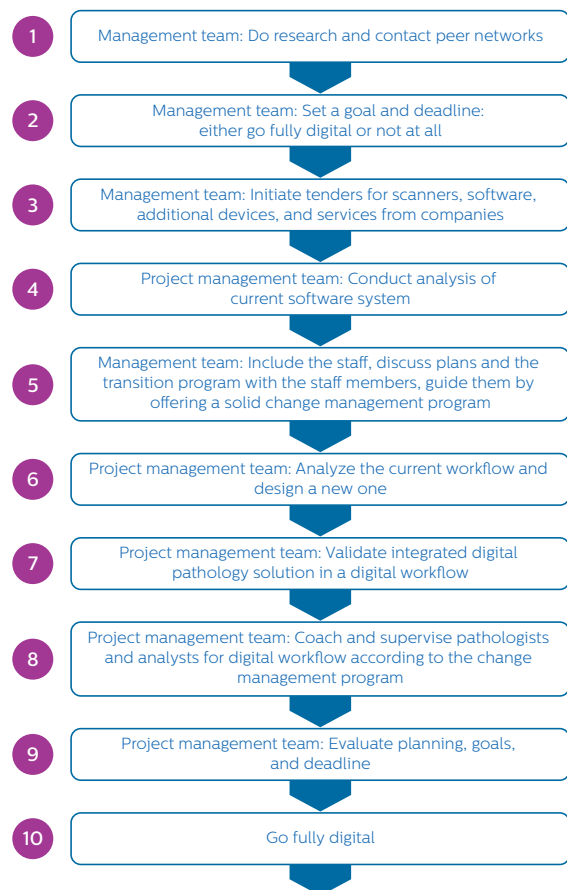 1
Management team: Do research and contact peer networks
2
Management team: Set a goal and deadline:
either go fully digital or not at all
3
Management team: Initiate tenders for scanners, software,
additional devices, and services from companies
4
Project management team: Conduct analysis of
current software system
5
Management team: Include the staff, discuss plans and the
transition program with the staff members, guide them by
offering a solid change management program
6
Project management team: Analyze the current workflow and
design a new one
7
Project management team: Validate integrated digital
pathology solution in a digital workflow
8
Project management team: Coach and supervise pathologists
and analysts for digital workflow according to the change
management program
9
Project management team: Evaluate planning, goals,
and deadline
10
Go fully digital